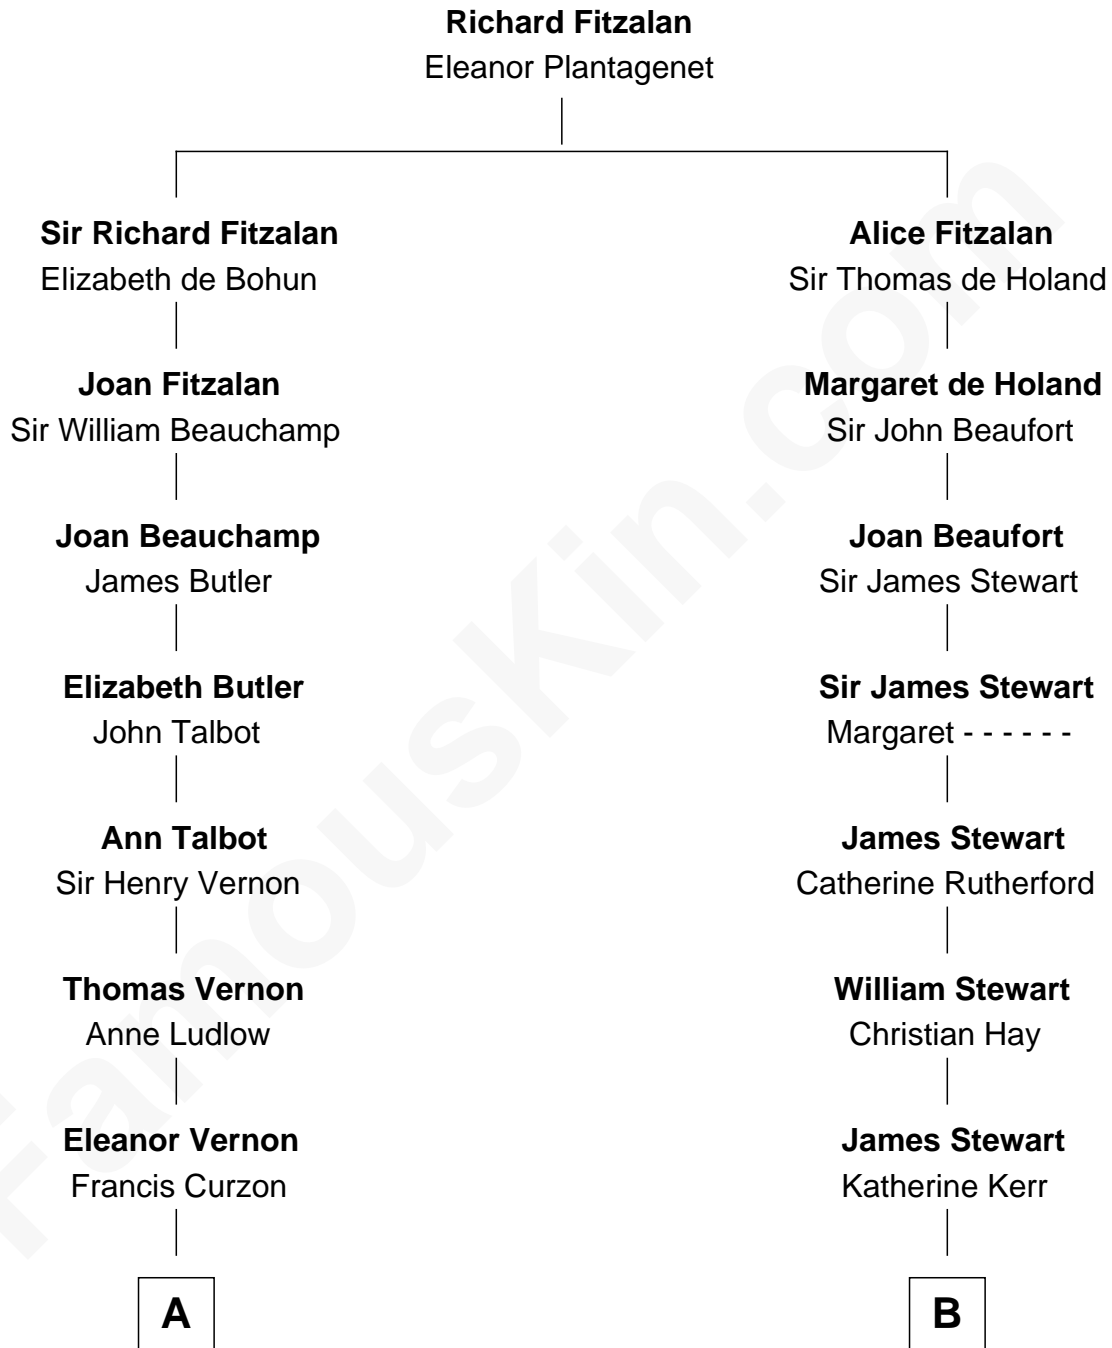 Richard Fitzalan
Eleanor Plantagenet
Sir Richard Fitzalan
Elizabeth de Bohun
Alice Fitzalan
Sir Thomas de Holand
Joan Fitzalan
Sir William Beauchamp
Margaret de Holand
Sir John Beaufort
Joan Beauchamp
James Butler
Joan Beaufort
Sir James Stewart
Elizabeth Butler
John Talbot
Sir James Stewart
Margaret - - - - - -
Ann Talbot
Sir Henry Vernon
James Stewart
Catherine Rutherford
Thomas Vernon
Anne Ludlow
William Stewart
Christian Hay
Eleanor Vernon
Francis Curzon
James Stewart
Katherine Kerr
A
B
FamousKin.com